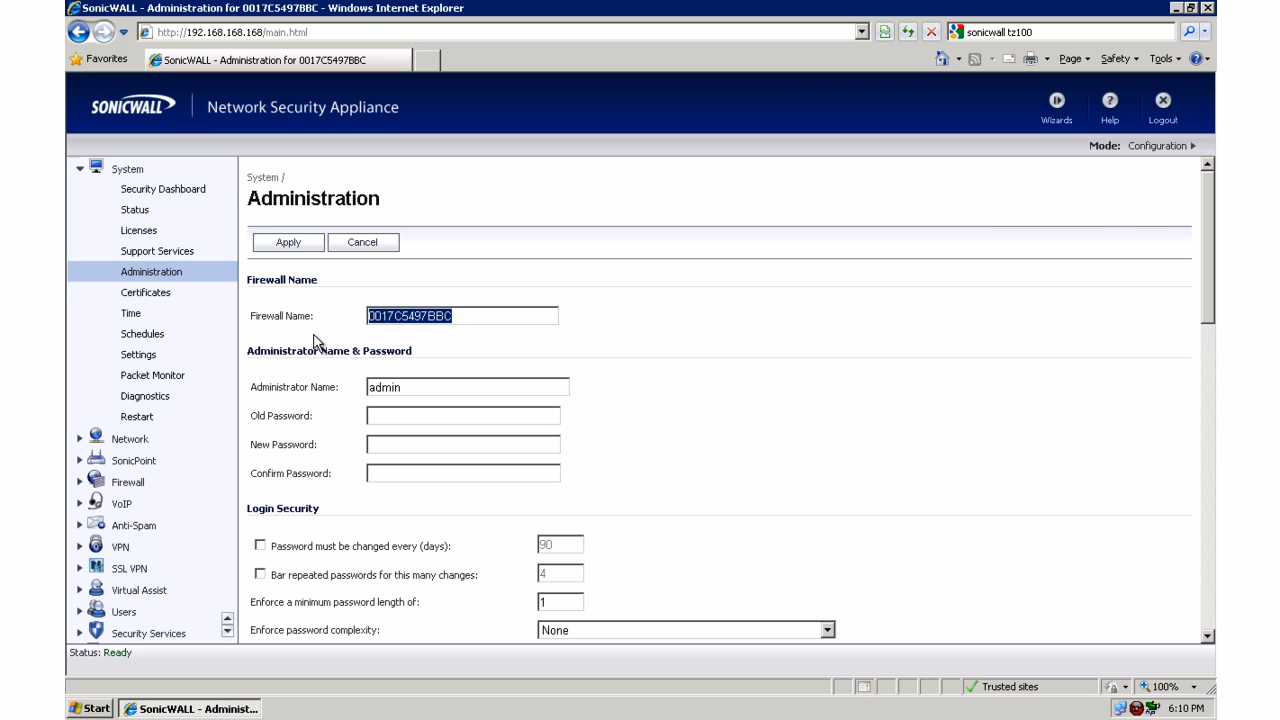 SonicWALL - Administration for 0017C5497BBC - Windows Internet Explorer
http://192.168.168.168/main.html
sonicwall tz100
Favorites
SonicWALL - Administration for 0017C5497BBC
Page
Safety
Tools
SONICWALL
Network Security Appliance
Wizards
Help
Logout
Mode: Configuration
System
Security Dashboard
Status
Licenses
Support Services
Administration
Certificates
Time
Schedules
Settings
Packet Monitor
Diagnostics
Restart
Network
SonicPoint
Firewall
VoIP
Anti-Spam
VPN
SSL VPN
Virtual Assist
Users
Security Services
System /
Administration
Apply
Cancel
Firewall Name
Firewall Name: 0017C5497BBC
Administrator Name & Password
Administrator Name: admin
Old Password:
New Password:
Confirm Password:
Login Security
Password must be changed every (days): 90
Bar repeated passwords for this many changes: 4
Enforce a minimum password length of: 1
Enforce password complexity: None
Status: Ready
Trusted sites
100%
Start
SonicWALL - Administ...
6:10 PM